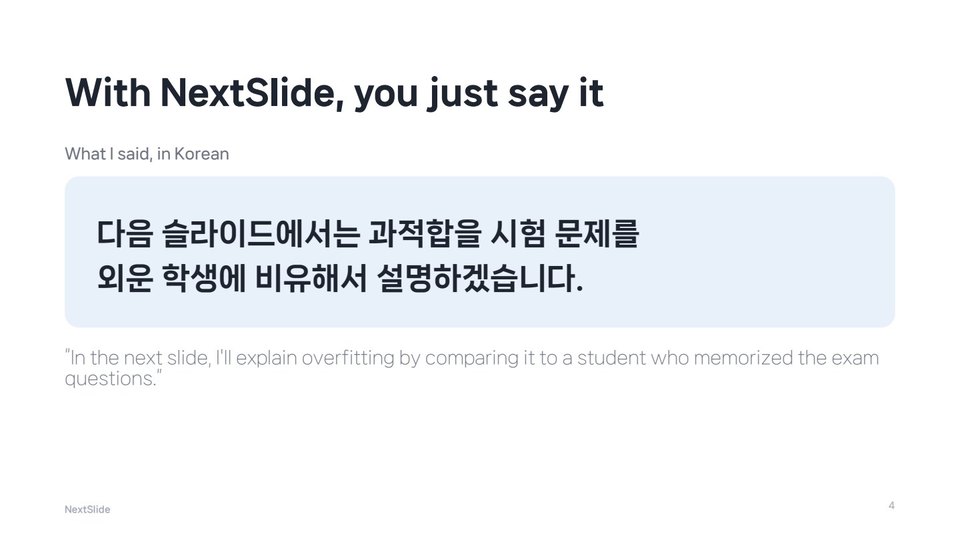 With NextSlide, you just say it
What I said, in Korean
다음 슬라이드에서는 과적합을 시험 문제를
외운 학생에 비유해서 설명하겠습니다.
"In the next slide, I'll explain overfitting by comparing it to a student who memorized the exam
questions."
NextSlide
4